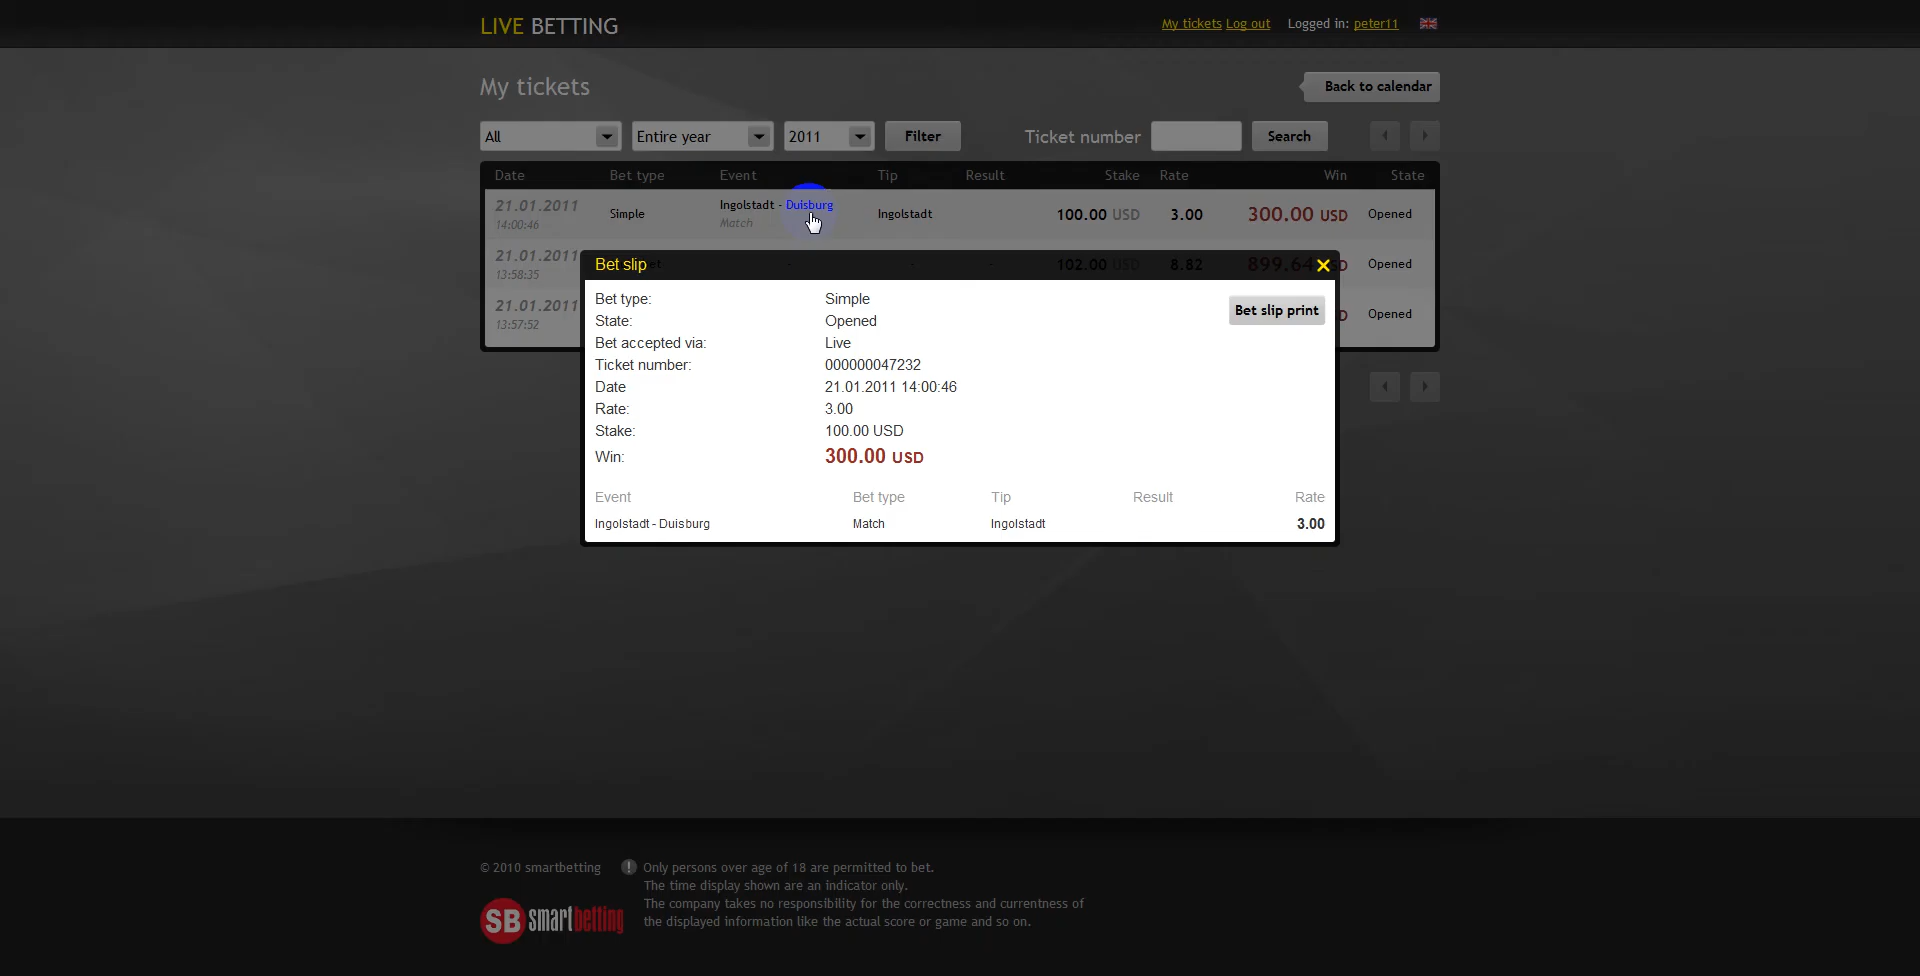 LIVE BETTING
My tickets Log out Logged in: peter11
My tickets
Back to calendar
All Entire year 2011 Filter Ticket number Search
Date Bet type Event Tip Result Stake Rate Win State
21.01.2011
14:00:46
Simple
Ingolstadt - Duisburg
Match
Ingolstadt
100.00 USD 3.00 300.00 USD Opened
21.01.2011
13:58:35
- - - 102.00 USD 8.82 899.64 Opened
21.01.2011
13:57:52
Opened
Bet slip
Bet type: Simple
Bet slip print
State: Opened
Bet accepted via: Live
Ticket number: 000000047232
Date 21.01.2011 14:00:46
Rate: 3.00
Stake: 100.00 USD
Win: 300.00 USD
Event Bet type Tip Result Rate
Ingolstadt - Duisburg Match Ingolstadt 3.00
© 2010 smartbetting
! Only persons over age of 18 are permitted to bet.
The time display shown are an indicator only.
The company takes no responsibility for the correctness and currentness of
the displayed information like the actual score or game and so on.
SB smartbetting